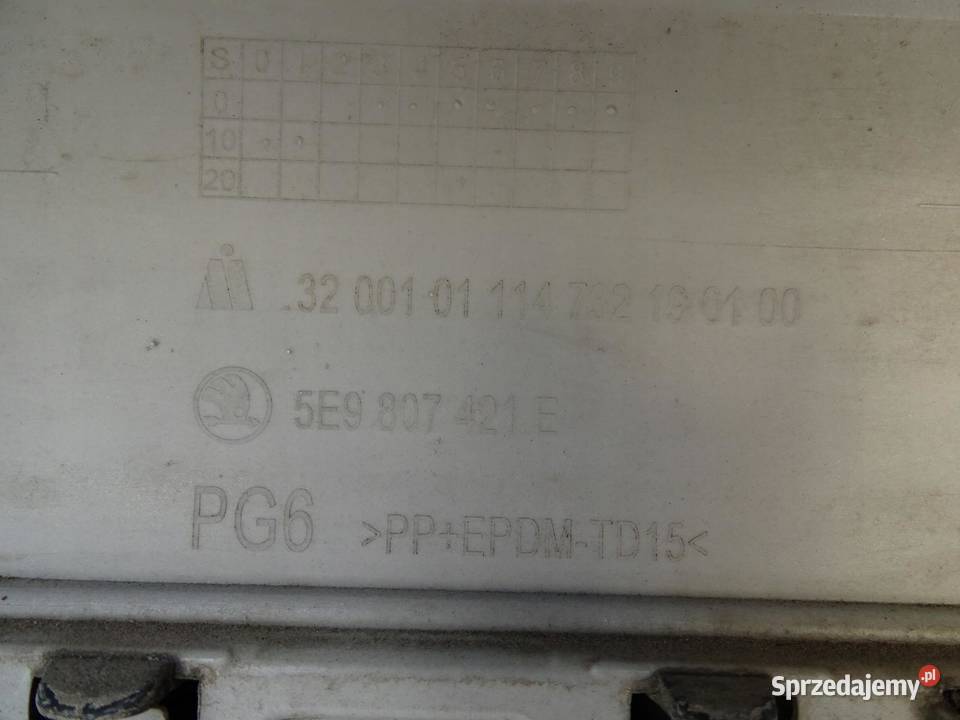 S 0 1 2 3 4 5 6 7 8 9
0
10
20
.32 001 01 114 732 19 01 00
5E9 807 421 E
PG6 >PP+EPDM-TD15<
Sprzedajemy.pl